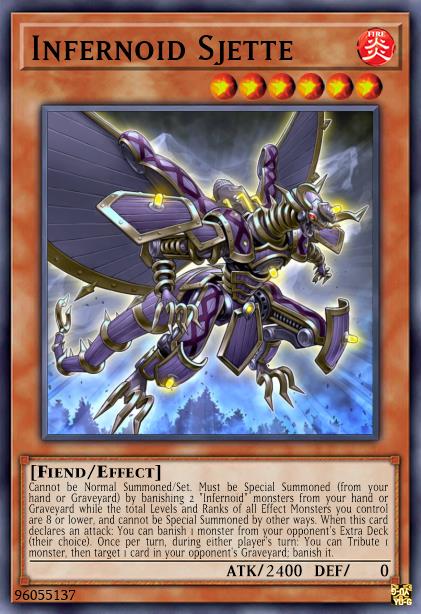 Infernoid Sjette
FIRE
炎
[Fiend/Effect]
Cannot be Normal Summoned/Set. Must be Special Summoned (from your
hand or Graveyard) by banishing 2 "Infernoid" monsters from your hand or
Graveyard while the total Levels and Ranks of all Effect Monsters you control
are 8 or lower, and cannot be Special Summoned by other ways. When this card
declares an attack: You can banish 1 monster from your opponent's Extra Deck
(their choice). Once per turn, during either player's turn: You can Tribute 1
monster, then target 1 card in your opponent's Graveyard; banish it.
ATK/2400 DEF/ 0
96055137